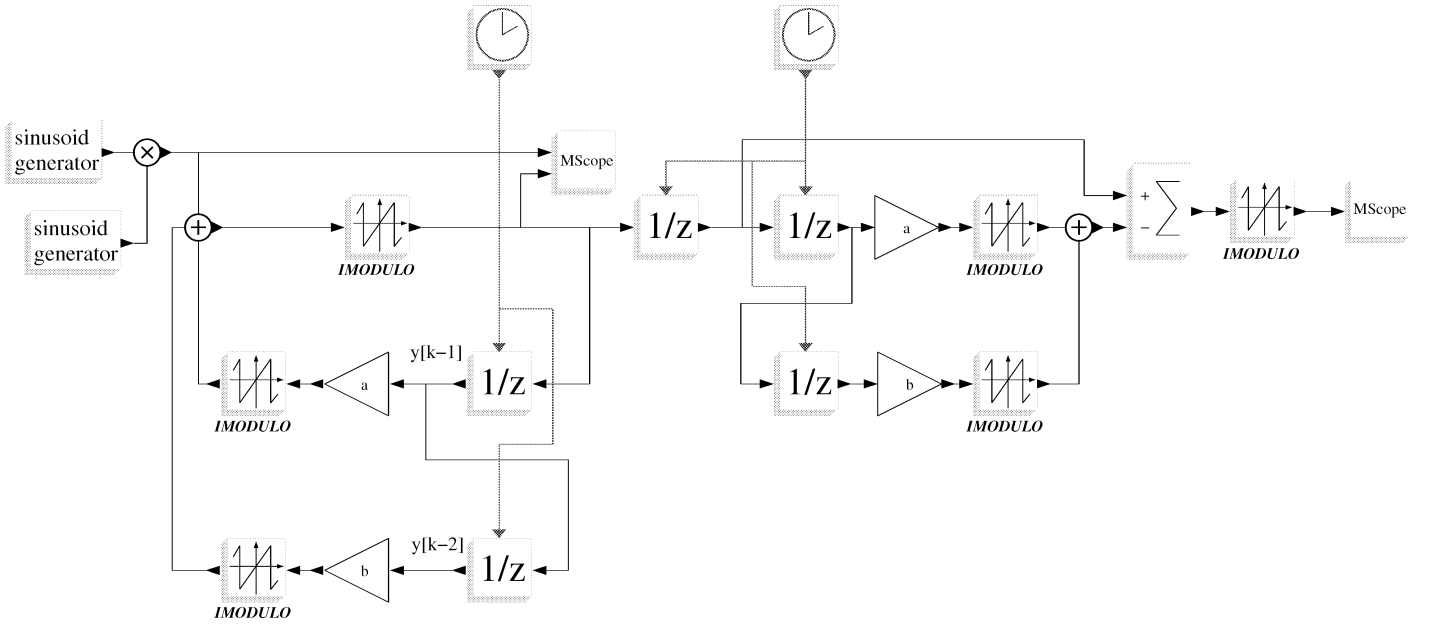 sinusoid
generator
sinusoid
generator
MScope
1/z
1/z
a
b
+
−
MScope
IMODULO
IMODULO
IMODULO
y[k−1]
1/z
a
IMODULO
1/z
b
IMODULO
IMODULO
y[k−2]
1/z
IMODULO